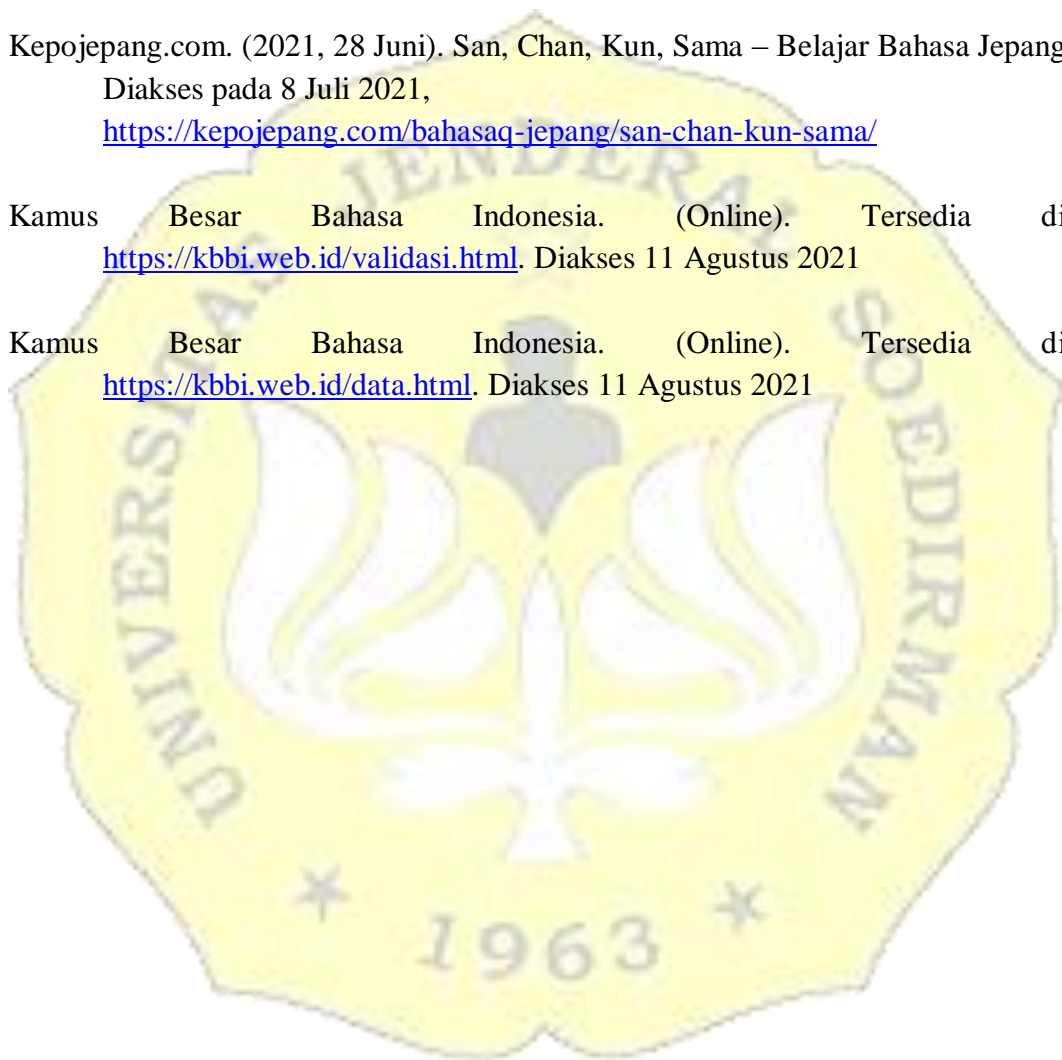 Kepojepang.com. (2021, 28 Juni). San, Chan, Kun, Sama – Belajar Bahasa Jepang
Diakses pada 8 Juli 2021,
https://kepojepang.com/bahasaq-jepang/san-chan-kun-sama/
Kamus Besar Bahasa Indonesia. (Online). Tersedia di
https://kbbi.web.id/validasi.html. Diakses 11 Agustus 2021
Kamus Besar Bahasa Indonesia. (Online). Tersedia di
https://kbbi.web.id/data.html. Diakses 11 Agustus 2021
UNIVERSITAS JENDERAL SOEDIRMAN
1963